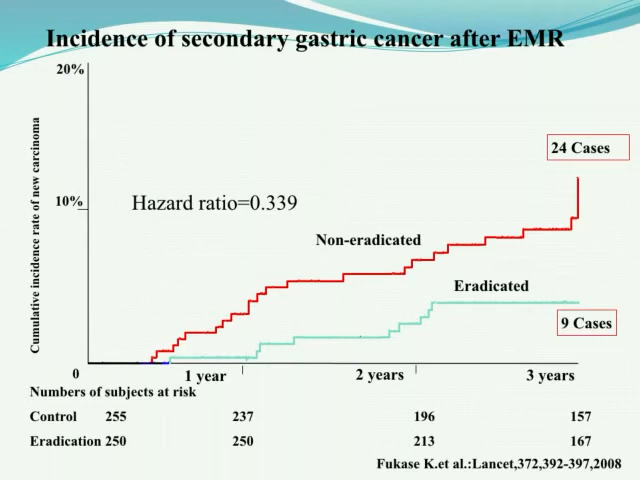 Incidence of secondary gastric cancer after EMR
20%
Cumulative incidence rate of new carcinoma
24 Cases
10%
Hazard ratio=0.339
Non-eradicated
Eradicated
9 Cases
0
1 year 2 years 3 years
Numbers of subjects at risk
Control 255 237 196 157
Eradication 250 250 213 167
Fukase K.et al.:Lancet,372,392-397,2008